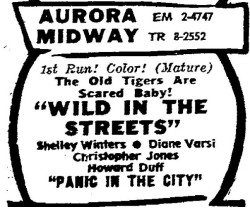 AURORA EM 2-4747
MIDWAY TR 8-2552
1st Run! Color! (Mature)
The Old Tigers Are
Scared Baby!
"WILD IN THE
STREETS"
Shelley Winters • Diane Varsi
Christopher Jones
Howard Duff
"PANIC IN THE CITY"